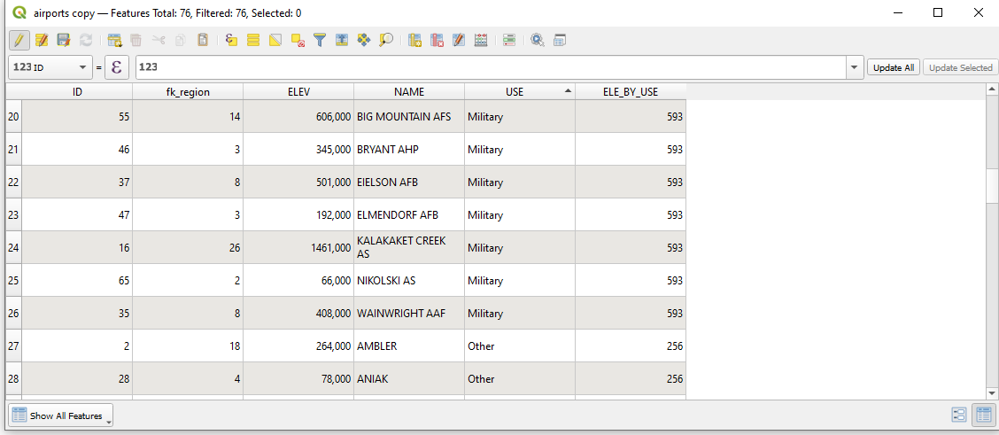 airports copy — Features Total: 76, Filtered: 76, Selected: 0
123 ID = ε 123 Update All Update Selected
ID fk_region ELEV NAME USE ELE_BY_USE
20 55 14 606,000 BIG MOUNTAIN AFS Military 593
21 46 3 345,000 BRYANT AHP Military 593
22 37 8 501,000 EIELSON AFB Military 593
23 47 3 192,000 ELMENDORF AFB Military 593
24 16 26 1461,000 KALAKAKET CREEK AS Military 593
25 65 2 66,000 NIKOLSKI AS Military 593
26 35 8 408,000 WAINWRIGHT AAF Military 593
27 2 18 264,000 AMBLER Other 256
28 28 4 78,000 ANIAK Other 256
Show All Features